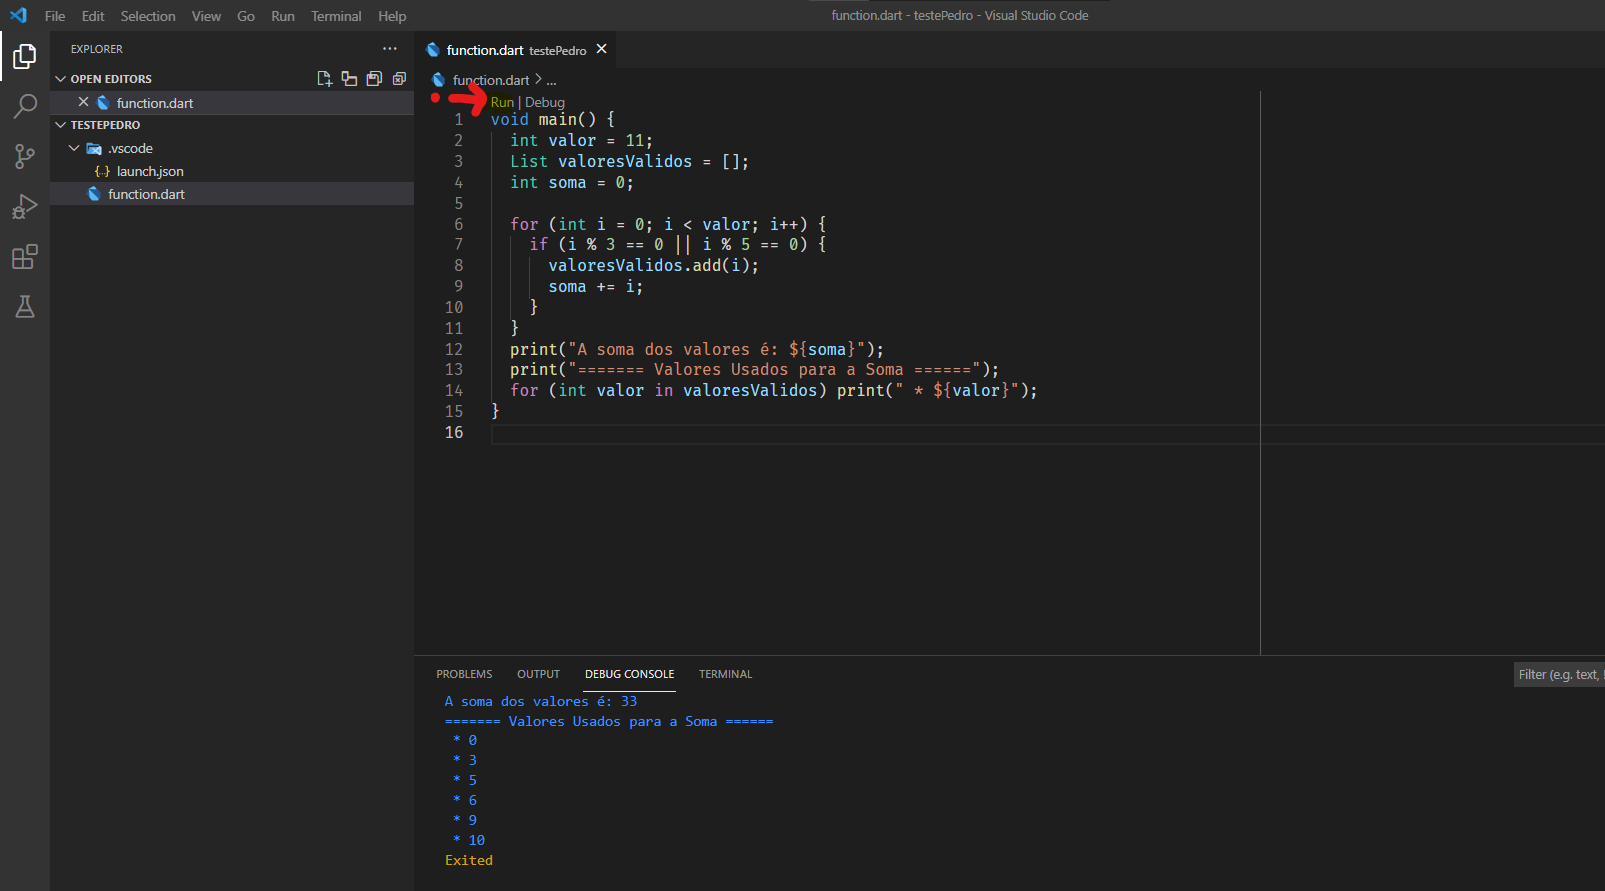 File Edit Selection View Go Run Terminal Help
function.dart - testePedro - Visual Studio Code
EXPLORER
OPEN EDITORS
function.dart
TESTEPEDRO
.vscode
launch.json
function.dart
function.dart testePedro
function.dart > ...
Run | Debug
1 void main() {
2   int valor = 11;
3   List valoresValidos = [];
4   int soma = 0;
5
6   for (int i = 0; i < valor; i++) {
7     if (i % 3 == 0 || i % 5 == 0) {
8       valoresValidos.add(i);
9       soma += i;
10     }
11   }
12   print("A soma dos valores é: ${soma}");
13   print("======= Valores Usados para a Soma ======");
14   for (int valor in valoresValidos) print(" * ${valor}");
15 }
16
PROBLEMS OUTPUT DEBUG CONSOLE TERMINAL
Filter (e.g. text,
A soma dos valores é: 33
======= Valores Usados para a Soma ======
* 0
* 3
* 5
* 6
* 9
* 10
Exited